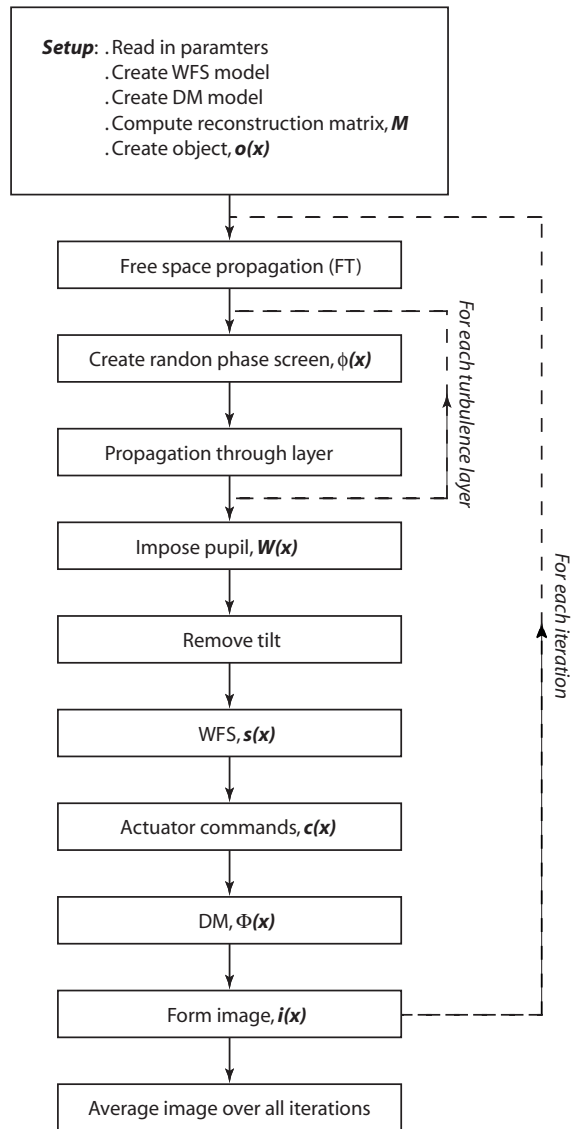 Setup: . Read in paramters
. Create WFS model
. Create DM model
. Compute reconstruction matrix, M
. Create object, o(x)
Free space propagation (FT)
Create randon phase screen, ϕ(x)
Propagation through layer
For each turbulence layer
Impose pupil, W(x)
Remove tilt
WFS, s(x)
Actuator commands, c(x)
DM, Φ(x)
Form image, i(x)
For each iteration
Average image over all iterations